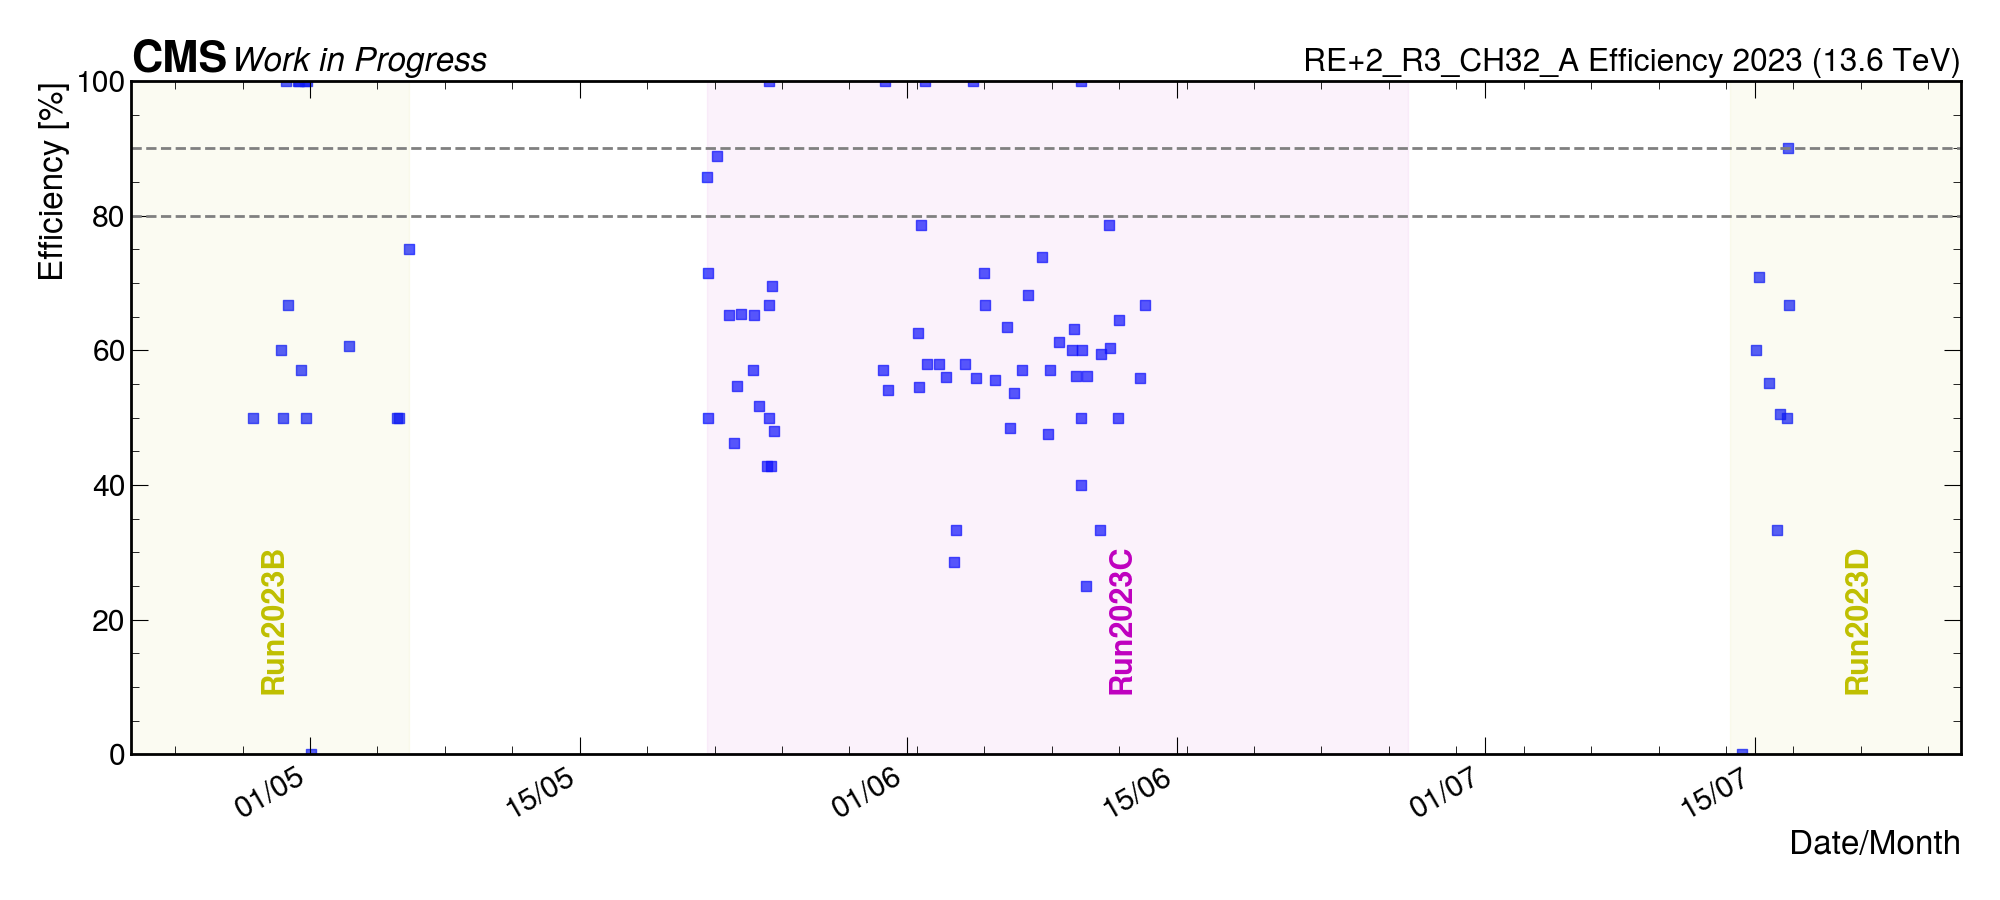 CMS Work in Progress
RE+2_R3_CH32_A Efficiency 2023 (13.6 TeV)
Efficiency [%]
100
80
60
40
20
0
Run2023B
Run2023C
Run2023D
01/05
15/05
01/06
15/06
01/07
15/07
Date/Month